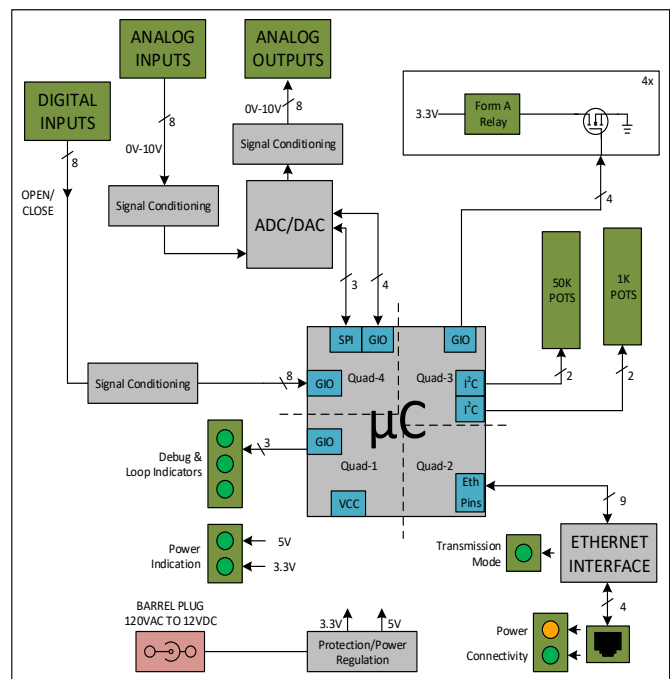 ANALOG
INPUTS
ANALOG
OUTPUTS
DIGITAL
INPUTS
8
0V-10V
8
8
0V-10V
OPEN/
CLOSE
Signal Conditioning
Signal Conditioning
ADC/DAC
4x
3.3V
Form A
Relay
4
50K
POTS
1K
POTS
3
4
SPI
GIO
GIO
Signal Conditioning
8
GIO
Quad-4
Quad-3
I²C
2
I²C
2
µC
GIO
3
Debug &
Loop Indicators
Quad-1
Quad-2
VCC
Eth
Pins
9
Power
Indication
5V
3.3V
Transmission
Mode
ETHERNET
INTERFACE
4
BARREL PLUG
120VAC TO 12VDC
3.3V
5V
Protection/Power
Regulation
Power
Connectivity